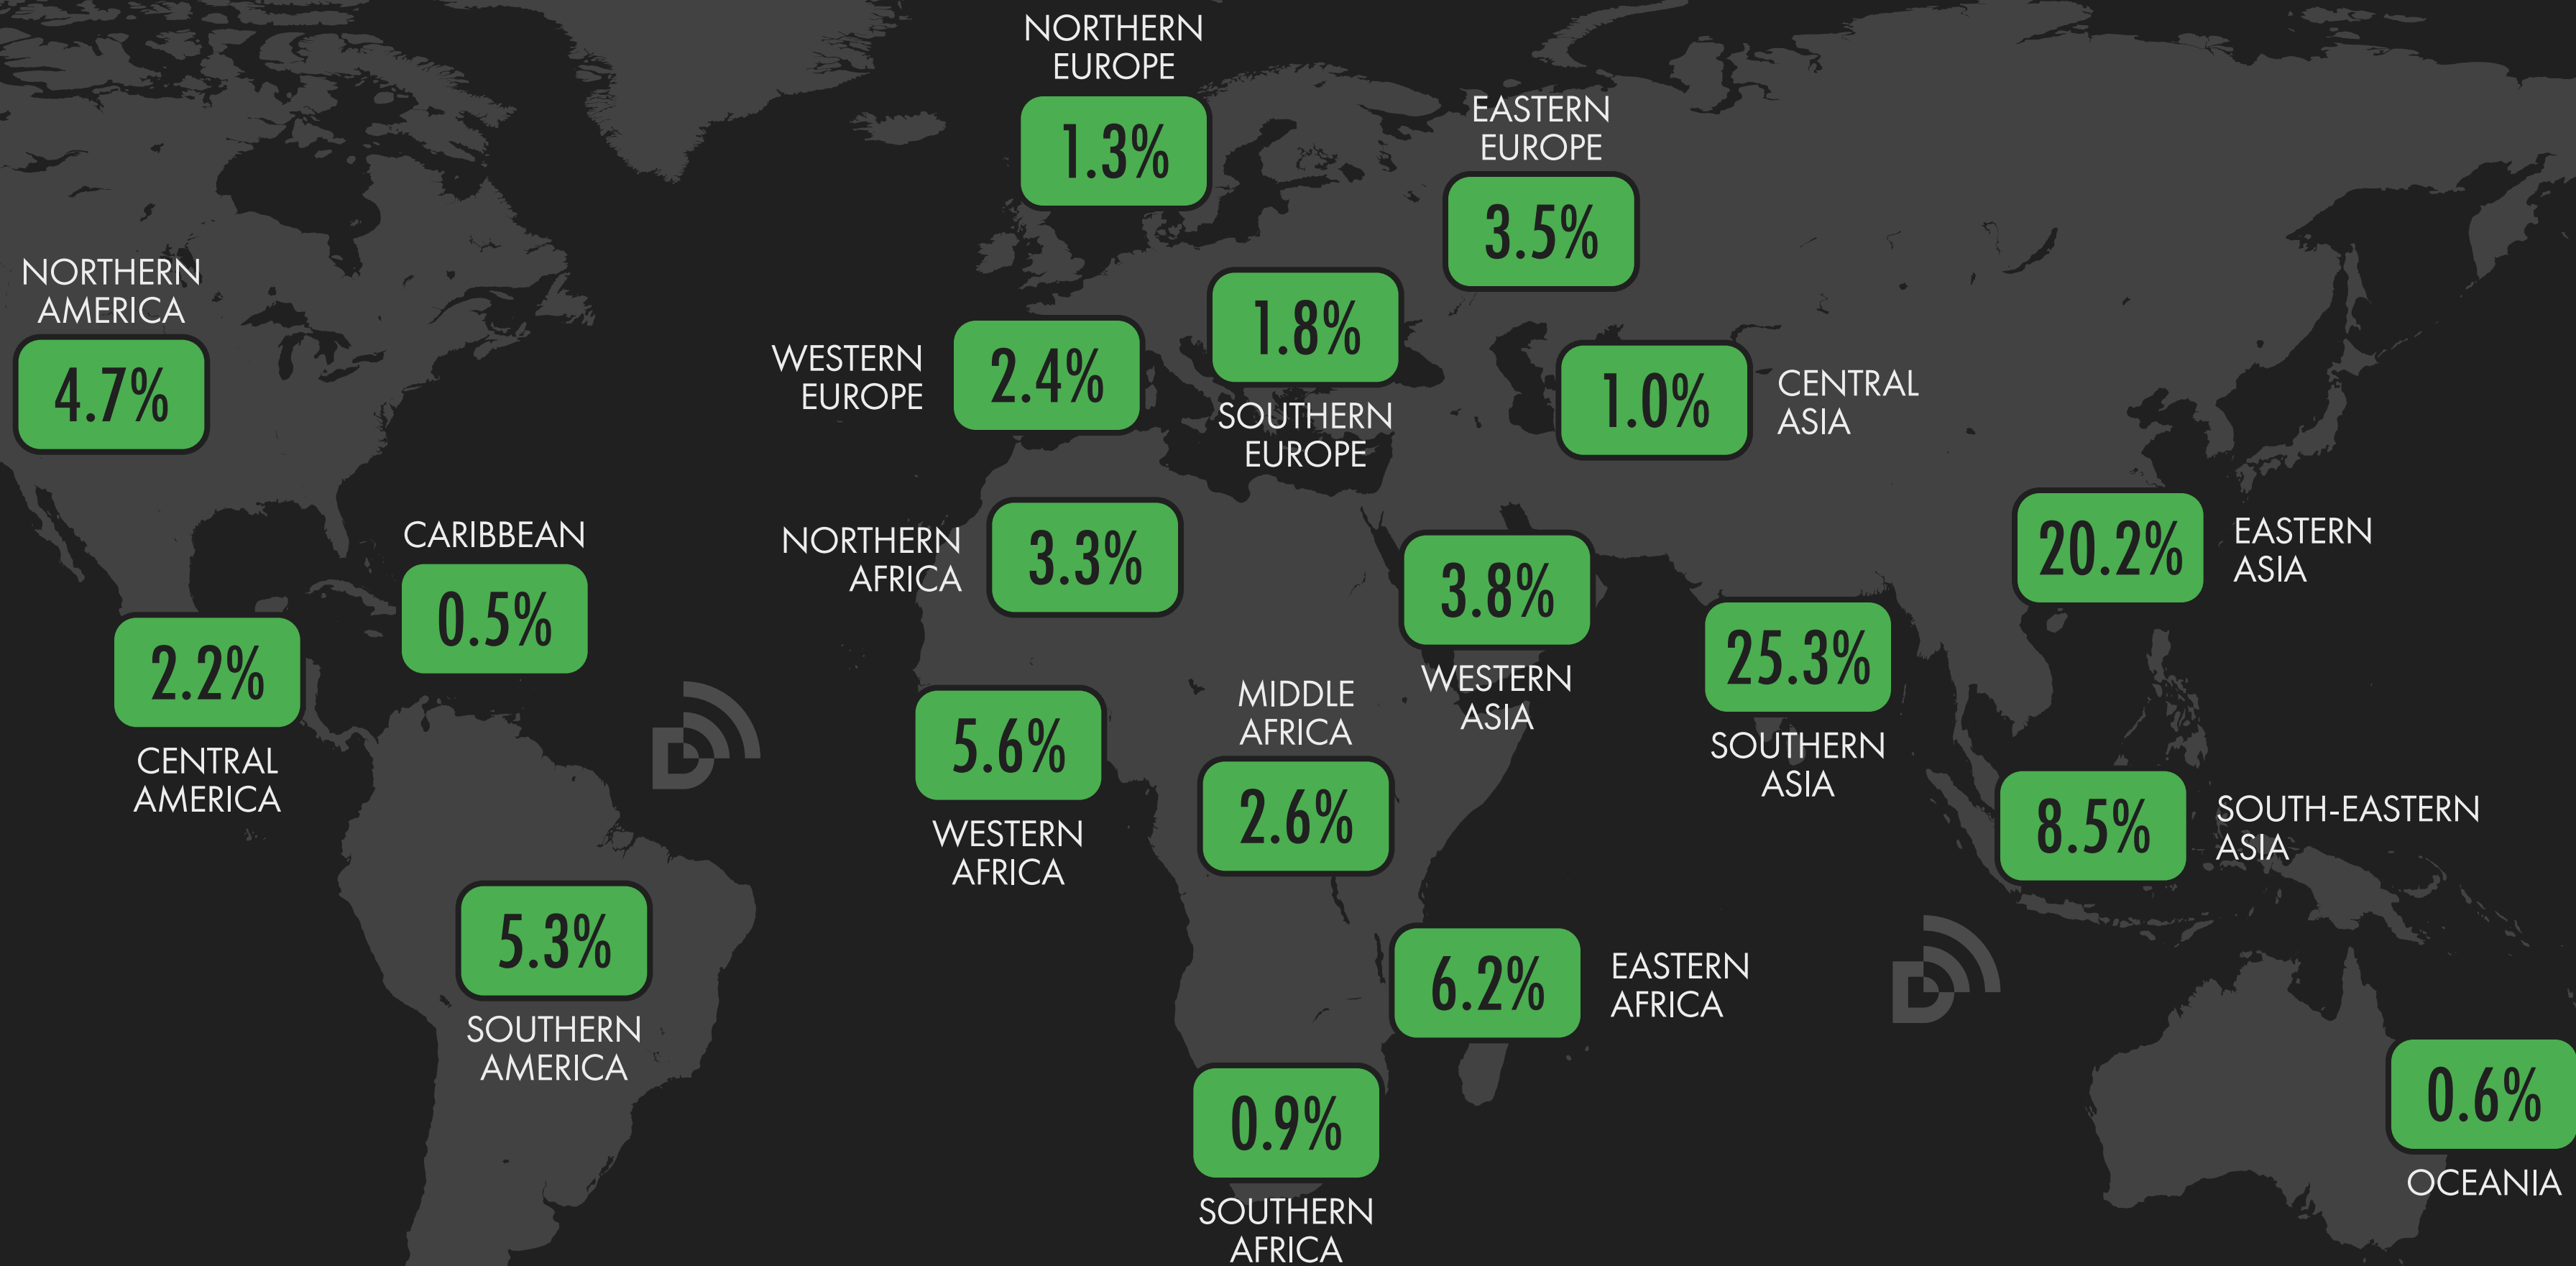 NORTHERN
EUROPE
1.3%
EASTERN
EUROPE
3.5%
NORTHERN
AMERICA
4.7%
WESTERN
EUROPE
2.4%
1.8%
SOUTHERN
EUROPE
1.0%
CENTRAL
ASIA
CARIBBEAN
0.5%
NORTHERN
AFRICA
3.3%
3.8%
WESTERN
ASIA
20.2%
EASTERN
ASIA
2.2%
CENTRAL
AMERICA
25.3%
SOUTHERN
ASIA
5.6%
WESTERN
AFRICA
MIDDLE
AFRICA
2.6%
8.5%
SOUTH-EASTERN
ASIA
5.3%
SOUTHERN
AMERICA
6.2%
EASTERN
AFRICA
0.9%
SOUTHERN
AFRICA
0.6%
OCEANIA